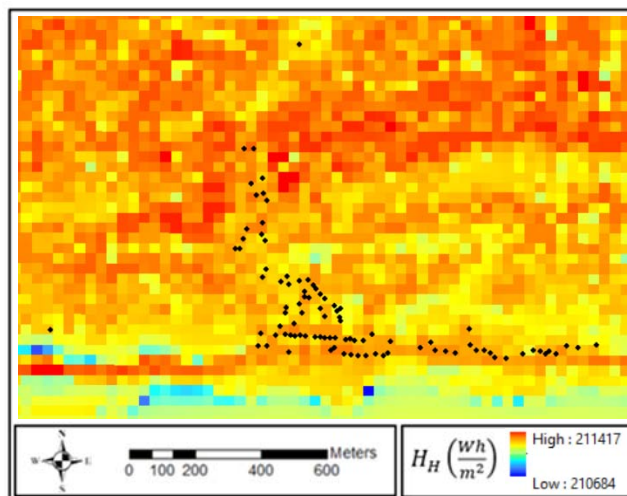 N
W E
S
Meters
0 100 200 400 600
H_H (Wh/m²)
High : 211417
Low : 210684